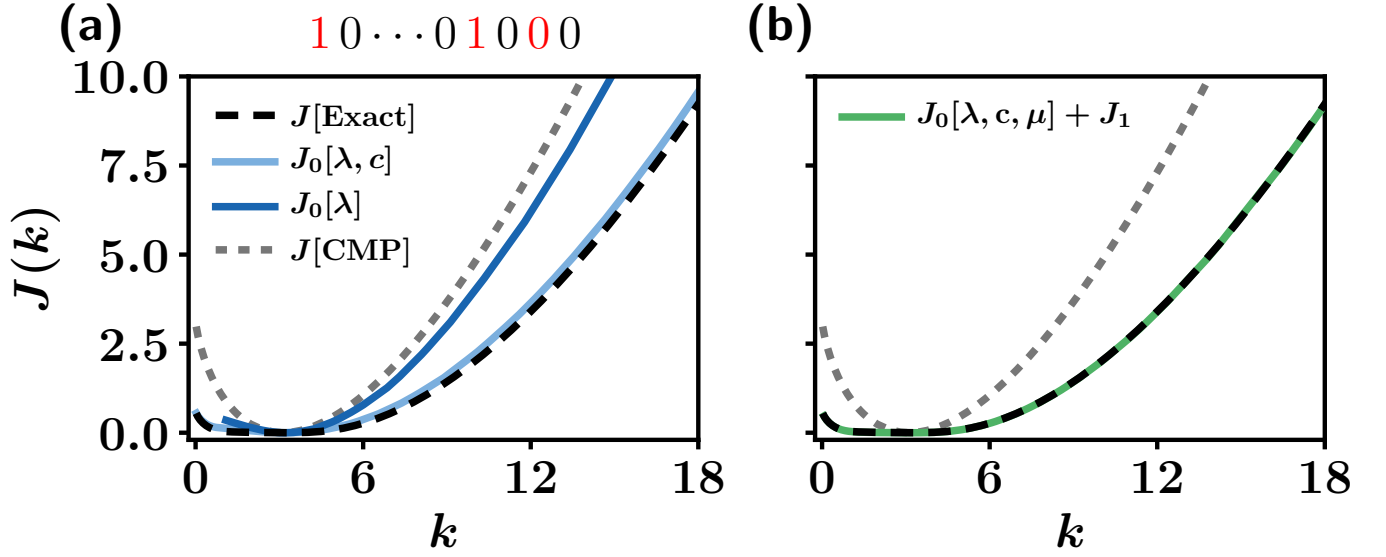 (a) 1 0 ⋯ 0 1 0 0 0
10.0
7.5
5.0
2.5
0.0
J(k)
J[Exact]
J₀[λ, c]
J₀[λ]
J[CMP]
0 6 12 18
k
(b)
J₀[λ, c, μ] + J₁
0 6 12 18
k